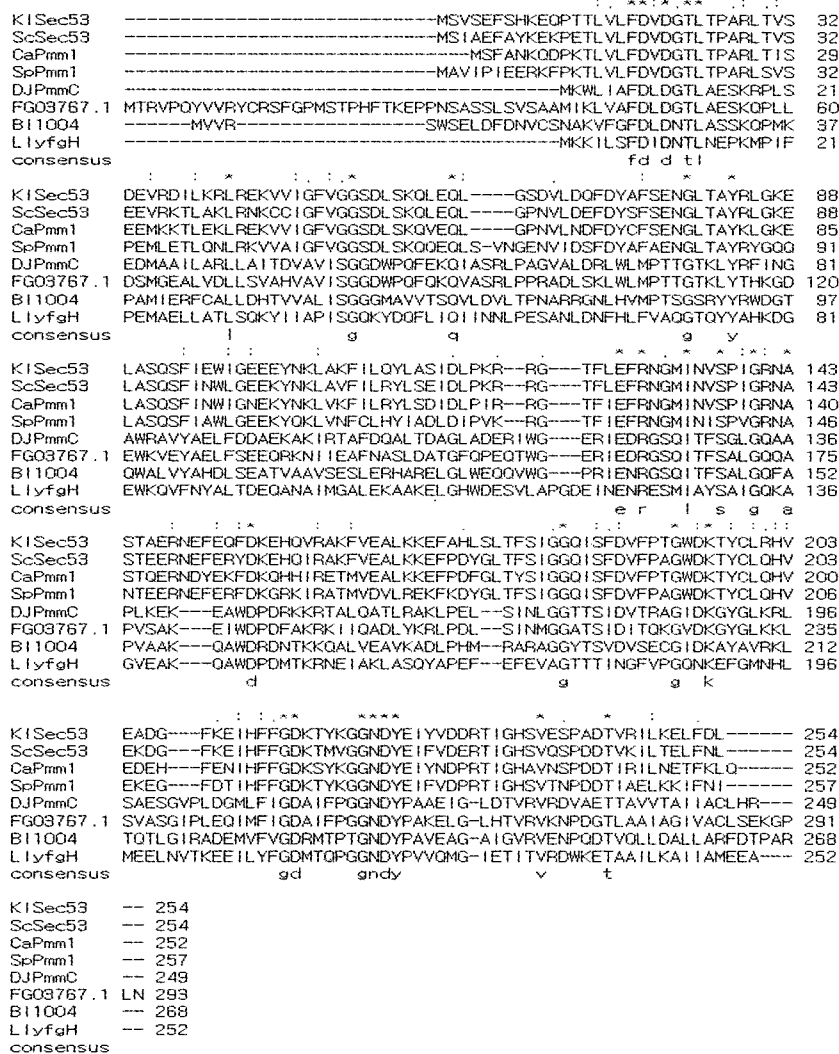 :. **:*.**
KlSec53 -----------------------------MSVSEFSHKEQPTTLVLFDVDGTLTPARLTVS 32
ScSec53 -----------------------------MSIAEFAYKEKPETLVLFDVDGTLTPARLTVS 32
CaPmm1 --------------------------------MSFANKQDPKTLVLFDVDGTLTPARLTIS 29
SpPmm1 -----------------------------MAVIPIEERKFPKTLVLFDVDGTLTPARLSVS 32
DJPmmC ---------------------------------------MKWLIAFDLDGTLAESKRPLS 21
FG03767.1 MTRVPQYVVRYCRSFGPMSTPHFTKEPPNSASSLSVSAAMIKLVAFDLDGTLAESKQPLL 60
Bl1004 ------MVVR-----------------SWSELDFDNVCSNAKVFGFDLDNTLASSKQPMK 37
LlyfgH ---------------------------------------MKKILSFDIDNTLNEPKMPIF 21
consensus fd d tl
: : * : :.:* *: : . * *
KlSec53 DEVRDILKRLREKVVIGFVGGSDLSKQLEQL----GSDVLDQFDYAFSENGLTAYRLGKE 88
ScSec53 EEVRKTLAKLRNKCCIGFVGGSDLSKQLEQL----GPNVLDEFDYSFSENGLTAYRLGKE 88
CaPmm1 EEMKKTLEKLREKVVIGFVGGSDLSKQVEQL----GPNVLNDFDYCFSENGLTAYKLGKE 85
SpPmm1 PEMLETLQNLRKVVAIGFVGGSDLSKQQEQLS-VNGENVIDSFDYAFAENGLTAYRYGQQ 91
DJPmmC EDMAAILARLLAITDVAVISGGDWPQFEKQIASRLPAGVALDRLWLMPTTGTKLYRFING 81
FG03767.1 DSMGEALVDLLSVAHVAVISGGDWPQFQKQVASRLPPRADLSKLWLMPTTGTKLYTHKGD 120
Bl1004 PAMIERFCALLDHTVVALISGGGMAVVTSQVLDVLTPNARRGNLHVMPTSGSRYYRWDGT 97
LlyfgH PEMAELLATLSQKYIIAPISGQKYDQFLIQIINNLPESANLDNFHLFVAQGTQYYAHKDG 81
consensus l g q g y
: : : . . * * * * :*: *
KlSec53 LASQSFIEWIGEEEYNKLAKFILQYLASIDLPKR--RG---TFLEFRNGMINVSPIGRNA 143
ScSec53 LASQSFINWLGEEKYNKLAVFILRYLSEIDLPKR--RG---TFLEFRNGMINVSPIGRNA 143
CaPmm1 LASQSFINWIGNEKYNKLVKFILRYLSDIDLPIR--RG---TFIEFRNGMINVSPIGRNA 140
SpPmm1 LASQSFIAWLGEEKYQKLVNFCLHYIADLDIPVK--RG---TFIEFRNGMINISPVGRNA 146
DJPmmC AWRAVYAELFDDAEKAKIRTAFDQALTDAGLADERIWG---ERIEDRGSQITFSGLGQAA 136
FG03767.1 EWKVEYAELFSEEQRKNIIEAFNASLDATGFQPEQTWG---ERIEDRGSQITFSALGQQA 175
Bl1004 QWALVYAHDLSEATVAAVSESLERHARELGLWEQQVWG---PRIENRGSQITFSALGQFA 152
LlyfgH EWKQVFNYALTDEQANAIMGALEKAAKELGHWDESVLAPGDEINENRESMIAYSAIGQKA 136
consensus e r i s g a
: : :* : : : . : * : : * : .::
KlSec53 STAERNEFEQFDKEHQVRAKFVEALKKEFAHLSLTFSIGGQISFDVFPTGWDKTYCLRHV 203
ScSec53 STEERNEFERYDKEHQIRAKFVEALKKEFPDYGLTFSIGGQISFDVFPAGWDKTYCLQHV 203
CaPmm1 STQERNDYEKFDKQHHIRETMVEALKKEFPDFGLTYSIGGQISFDVFPTGWDKTYCLQHV 200
SpPmm1 NTEERNEFERFDKGRKIRATMVDVLREKFKDYGLTFSIGGQISFDVFPAGWDKTYCLQHV 206
DJPmmC PLKEK---EAWDPDRKKRTALQATLRAKLPEL--SINLGGTTSIDVTRAGIDKGYGLKRL 196
FG03767.1 PVSAK---EIWDPDFAKRKIIQADLYKRLPDL--SINMGGATSIDITQKGVDKGYGLKKL 235
Bl1004 PVAAK---QAWDRDNTKKQALVEAVKADLPHM--RARAGGYTSVDVSECGIDKAYAVRKL 212
LlyfgH GVEAK---QAWDPDMTKRNEIAKLASQYAPEF--EFEVAGTTTINGFVPGQNKEFGMNHL 196
consensus d g g k
. : :.** ****: . * . * :
KlSec53 EADG---FKEIHFFGDKTYKGGNDYEIYVDDRTIGHSVESPADTVRILKELFDL------ 254
ScSec53 EKDG---FKEIHFFGDKTMVGGNDYEIFVDERTIGHSVQSPDDTVKILTELFNL------ 254
CaPmm1 EDEH---FENIHFFGDKSYKGGNDYEIYNDPRTIGHAVNSPDDTIRILNETFKLQ----- 252
SpPmm1 EKEG---FDTIHFFGDKTYKGGNDYEIFVDPRTIGHSVTNPDDTIAELKKIFNI------ 257
DJPmmC SAESGVPLDGMLFIGDAIFPGGNDYPAAEIG-LDTVRVRDVAETTAVVTAIIACLHR--- 249
FG03767.1 SVASGIPLEQIMFIGDAIFPGGNDYPAKELG-LHTVRVKNPDGTLAAIAGIVACLSEKGP 291
Bl1004 TQTLGIRADEMVFVGDRMTPTGNDYPAVEAG-AIGVRVENPQDTVQLLDALLARFDTPAR 268
LlyfgH MEELNVTKEEILYFGDMTQPGGNDYPVVQMG-IETITVRDWKETAAILKAIIAMEEA--- 252
consensus gd gndy v t
KlSec53 -- 254
ScSec53 -- 254
CaPmm1 -- 252
SpPmm1 -- 257
DJPmmC -- 249
FG03767.1 LN 293
Bl1004 -- 268
LlyfgH -- 252
consensus